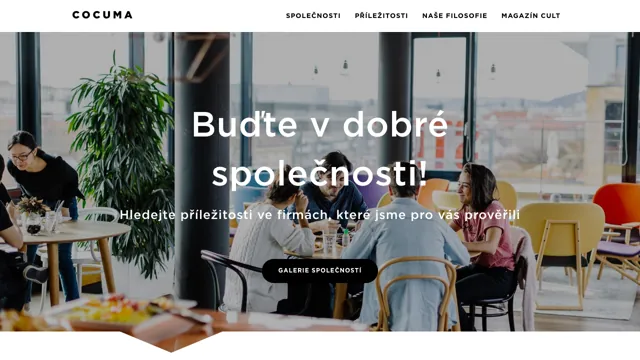 COCUMA
SPOLEČNOSTI PŘÍLEŽITOSTI NAŠE FILOSOFIE MAGAZÍN CULT
Buďte v dobré
společnosti!
Hledejte příležitosti ve firmách, které jsme pro vás prověřili
GALERIE SPOLEČNOSTÍ